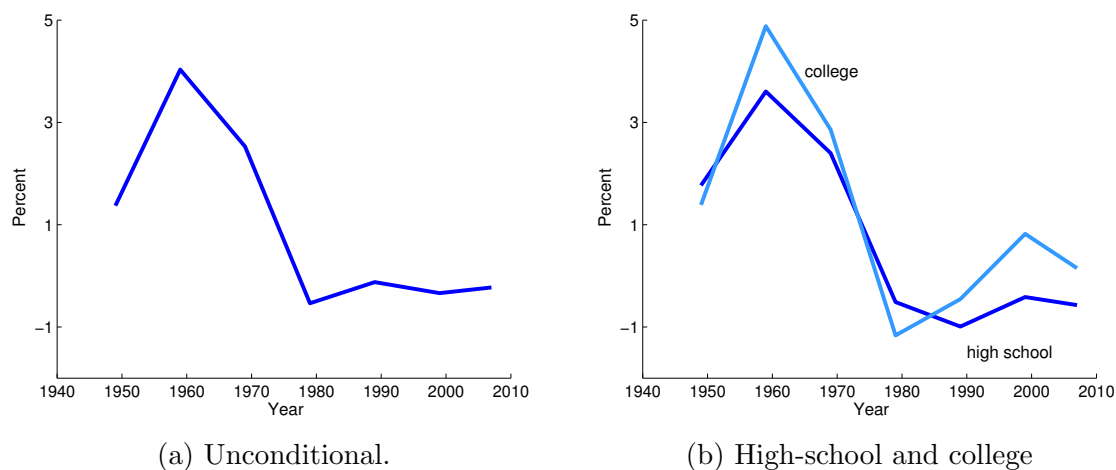 5
3
1
−1
Percent
1940 1950 1960 1970 1980 1990 2000 2010
Year
(a) Unconditional.
5
3
1
−1
Percent
college
high school
1940 1950 1960 1970 1980 1990 2000 2010
Year
(b) High-school and college